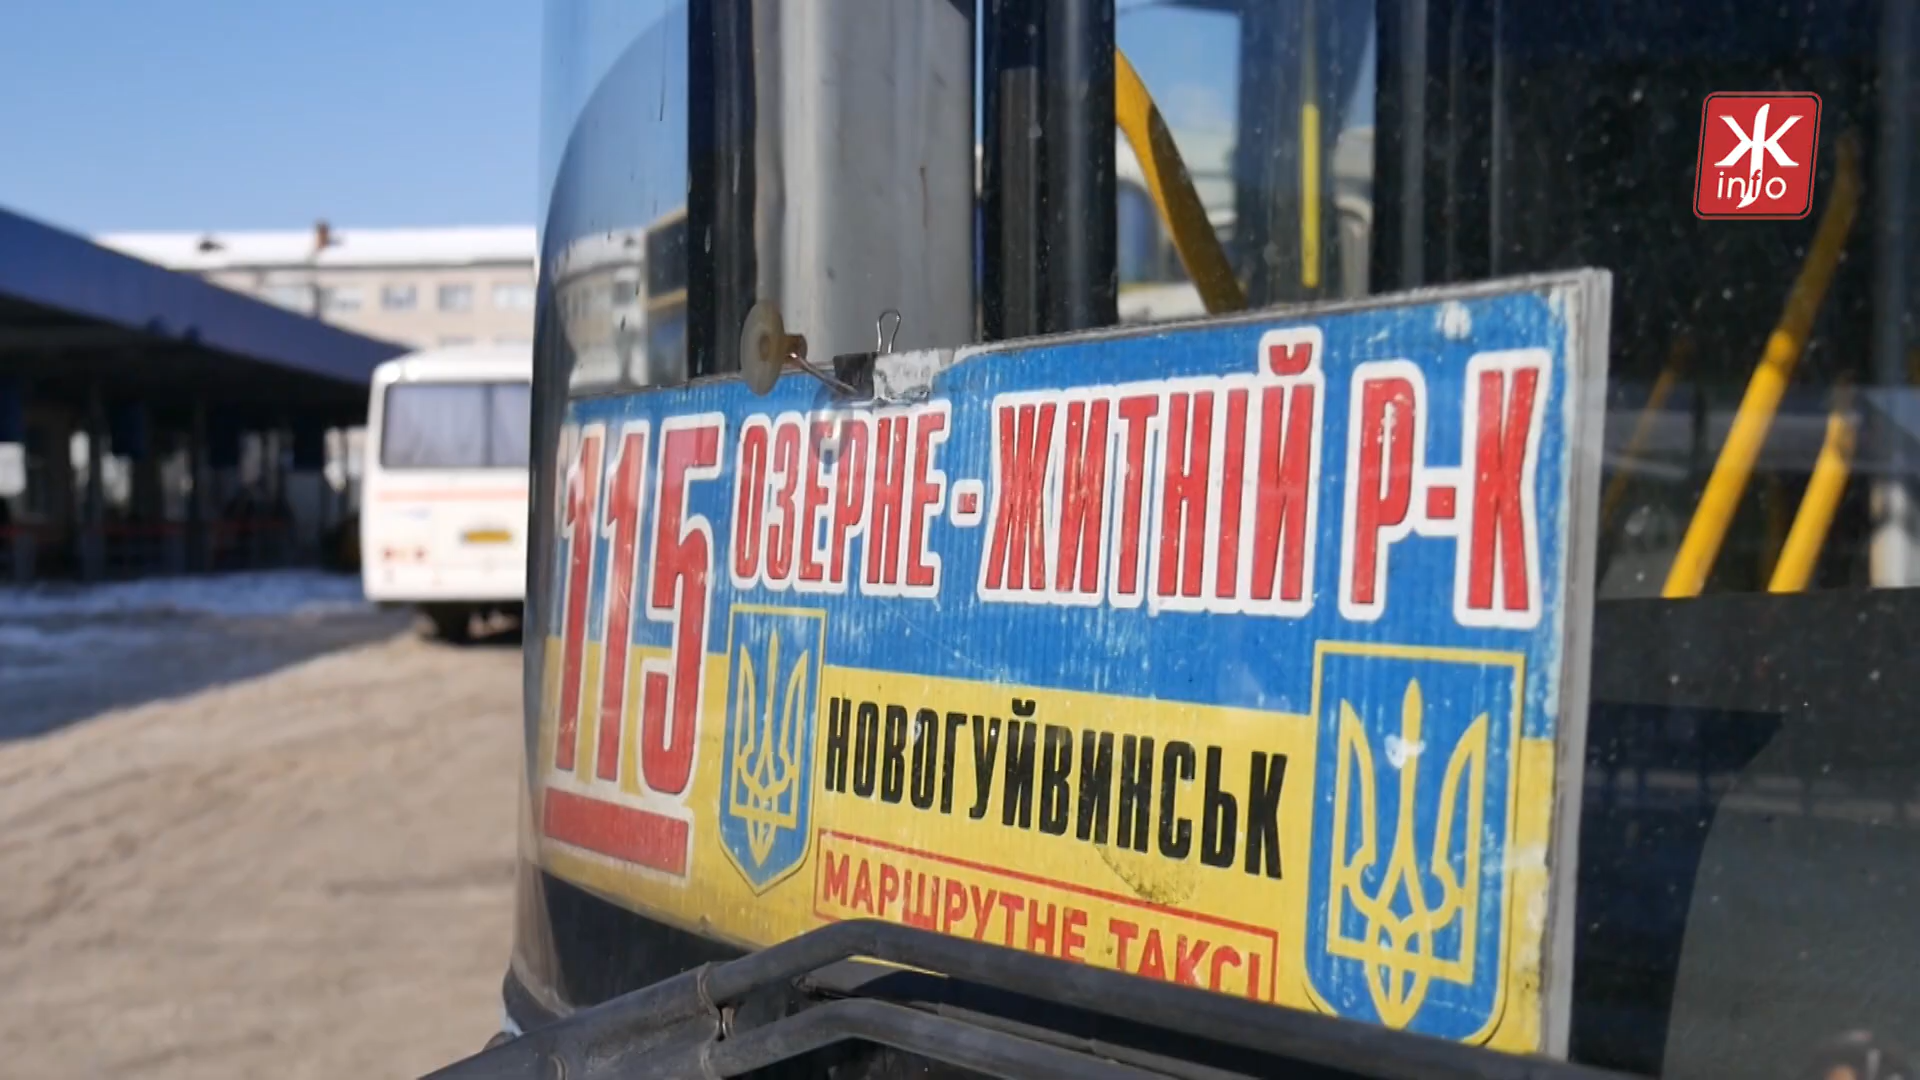 Ж
info
115
ОЗЕРНЕ-ЖИТНІЙ Р-К
НОВОГУЙВИНСЬК
МАРШРУТНЕ ТАКСІ